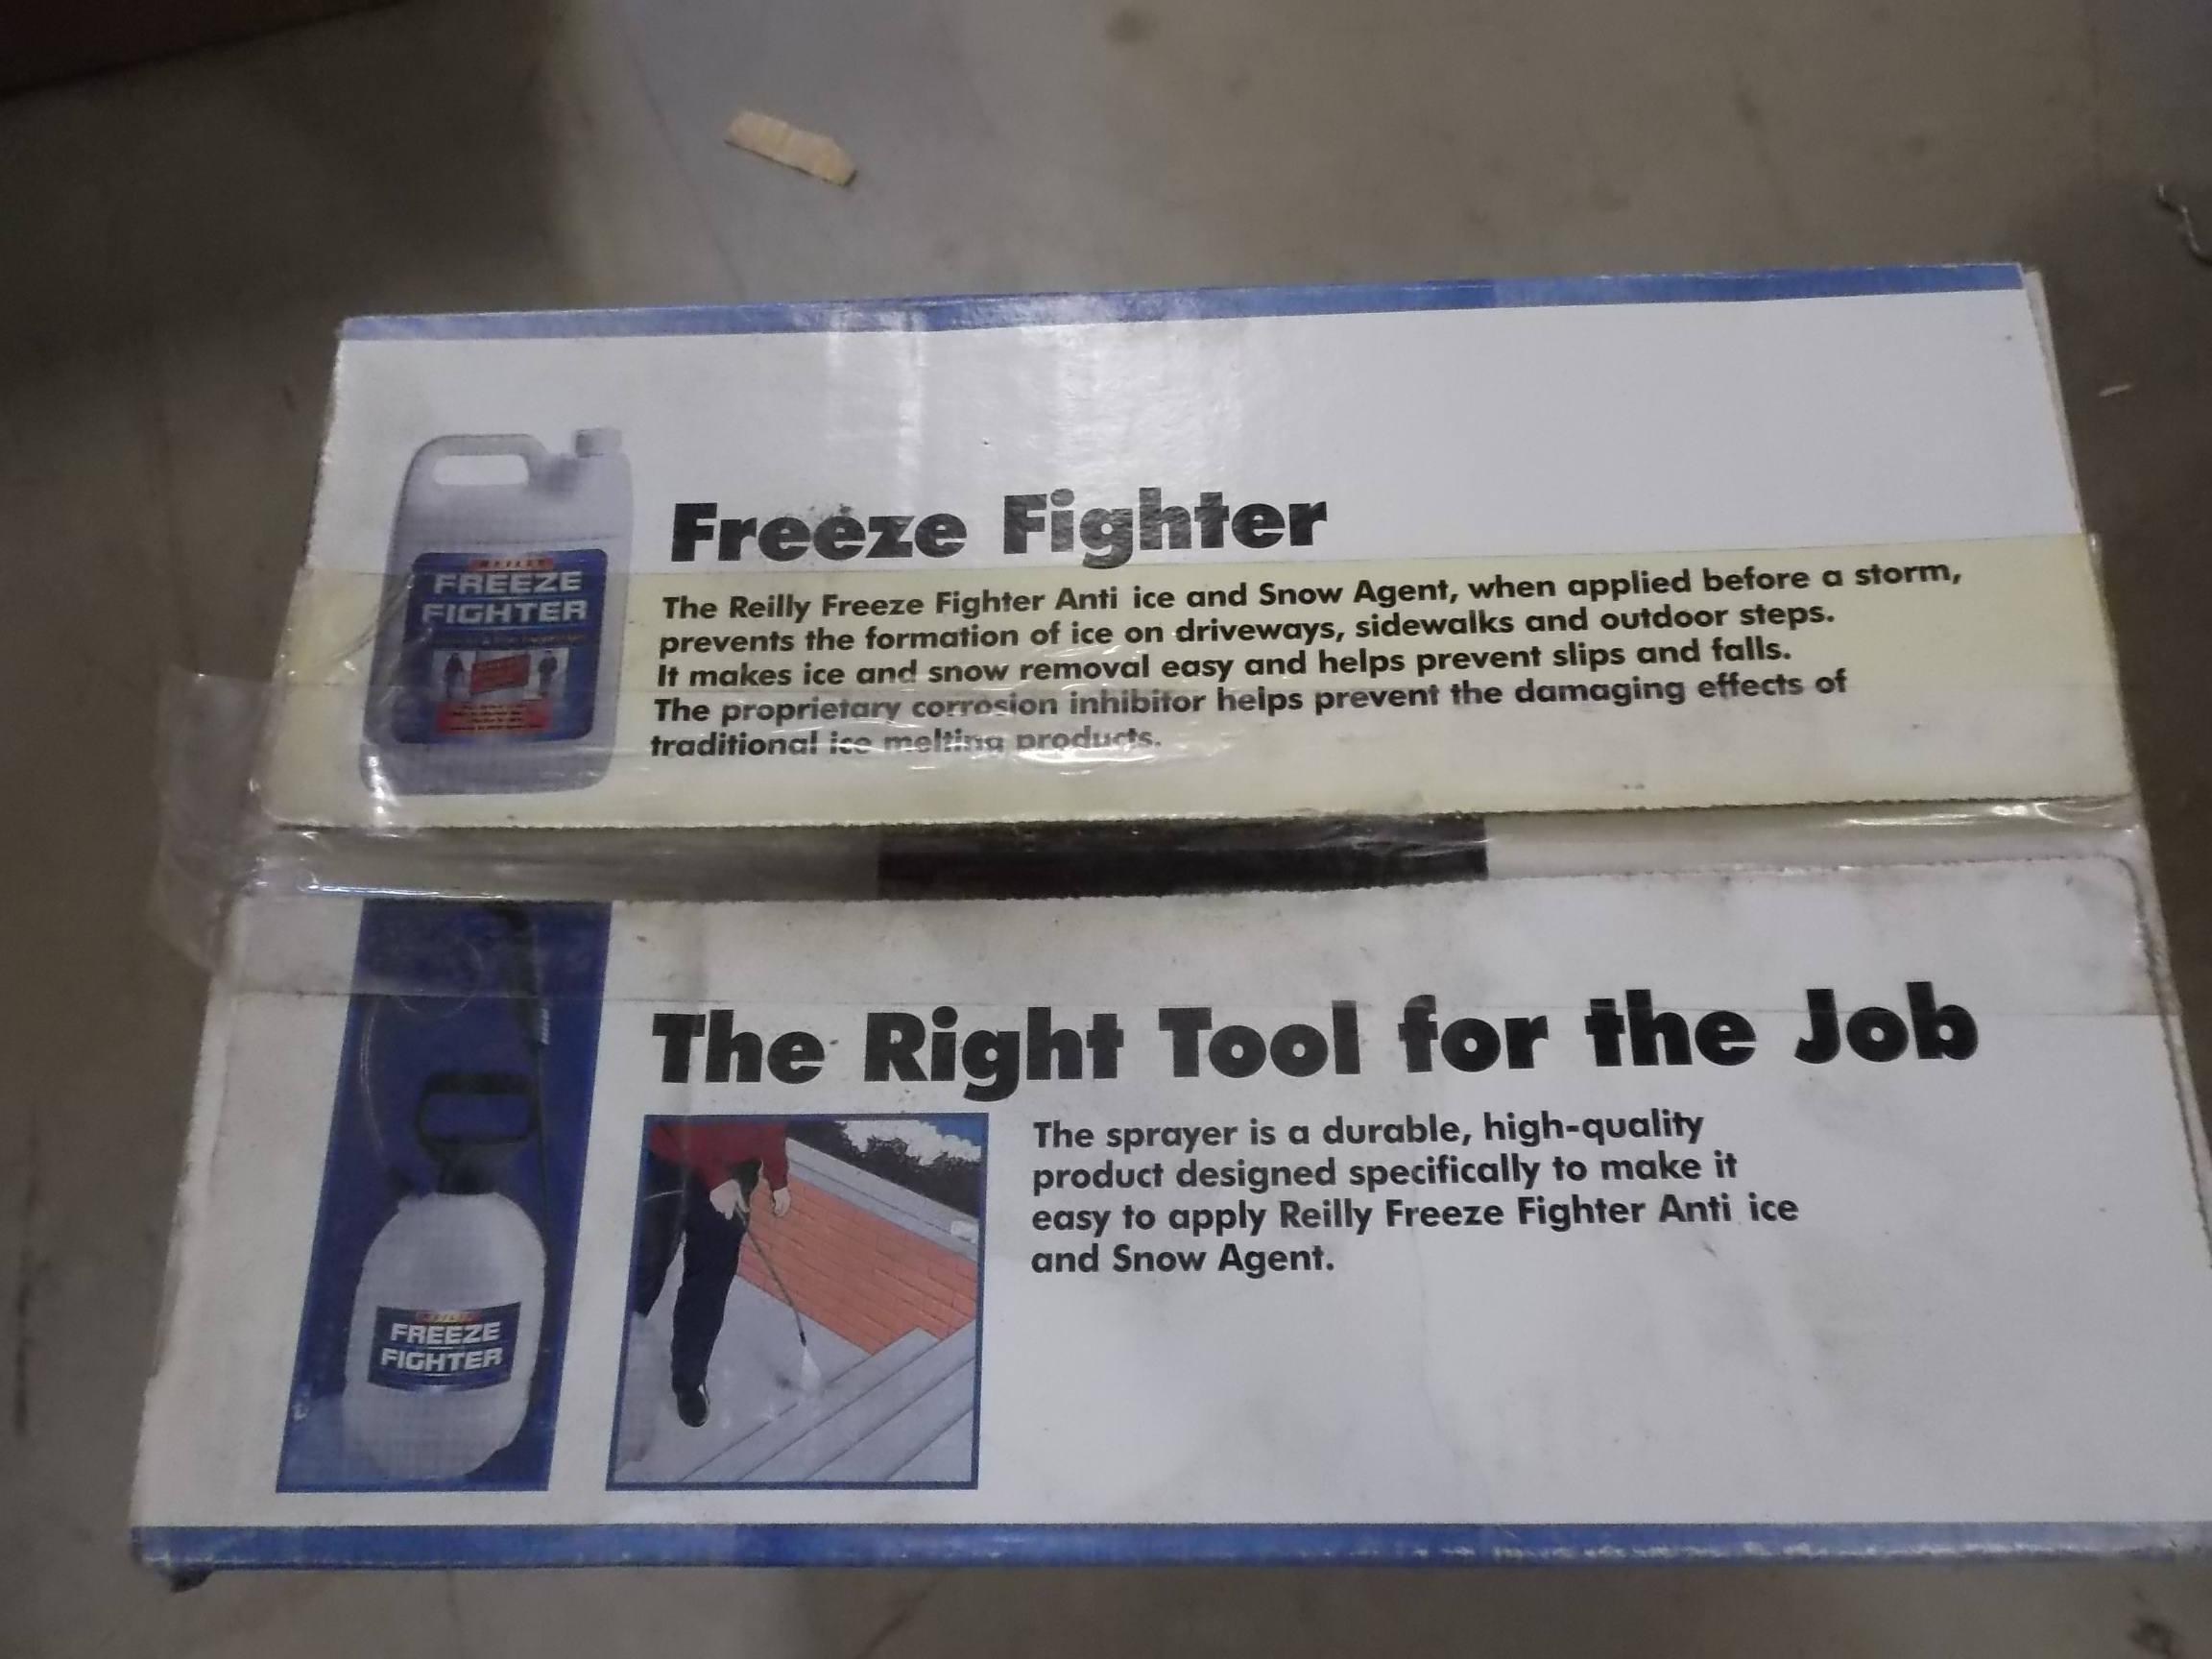 Freeze Fighter
REILLY
FREEZE
FIGHTER
The Reilly Freeze Fighter Anti ice and Snow Agent, when applied before a storm,
prevents the formation of ice on driveways, sidewalks and outdoor steps.
It makes ice and snow removal easy and helps prevent slips and falls.
The proprietary corrosion inhibitor helps prevent the damaging effects of
traditional ice melting products.
The Right Tool for the Job
The sprayer is a durable, high-quality
product designed specifically to make it
easy to apply Reilly Freeze Fighter Anti ice
and Snow Agent.
FREEZE
FIGHTER